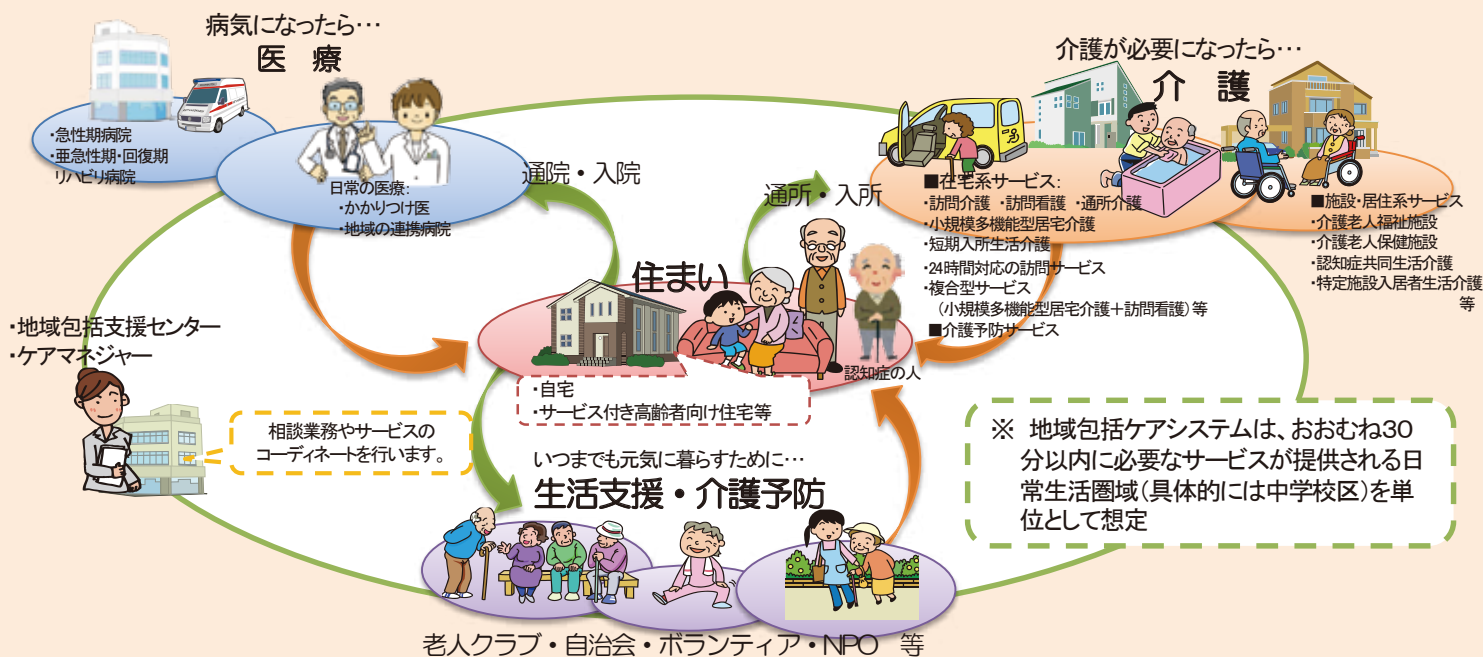 病気になったら…
医 療
・急性期病院
・亜急性期・回復期
リハビリ病院
日常の医療:
・かかりつけ医
・地域の連携病院
通院・入院
介護が必要になったら…
介 護
通所・入所
■在宅系サービス:
・訪問介護 ・訪問看護 ・通所介護
・小規模多機能型居宅介護
・短期入所生活介護
・24時間対応の訪問サービス
・複合型サービス
(小規模多機能型居宅介護+訪問看護)等
■介護予防サービス
■施設・居住系サービス
・介護老人福祉施設
・介護老人保健施設
・認知症共同生活介護
・特定施設入居者生活介護
等
住まい
認知症の人
・自宅
・サービス付き高齢者向け住宅等
・地域包括支援センター
・ケアマネジャー
相談業務やサービスの
コーディネートを行います。
いつまでも元気に暮らすために…
生活支援・介護予防
老人クラブ・自治会・ボランティア・NPO 等
※ 地域包括ケアシステムは、おおむね30
分以内に必要なサービスが提供される日
常生活圏域(具体的には中学校区)を単
位として想定